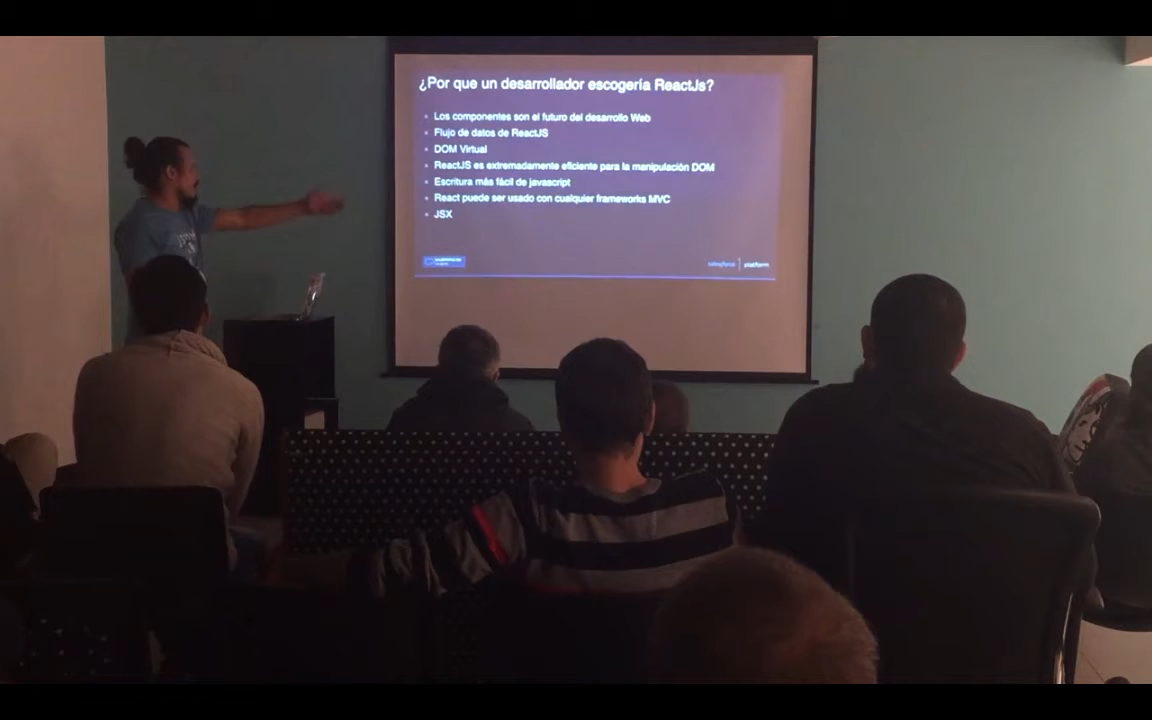 ¿Por que un desarrollador escogería ReactJs?
Los componentes son el futuro del desarrollo Web
Flujo de datos de ReactJS
DOM Virtual
ReactJS es extremadamente eficiente para la manipulación DOM
Escritura más fácil de javascript
React puede ser usado con cualquier frameworks MVC
JSX
platform